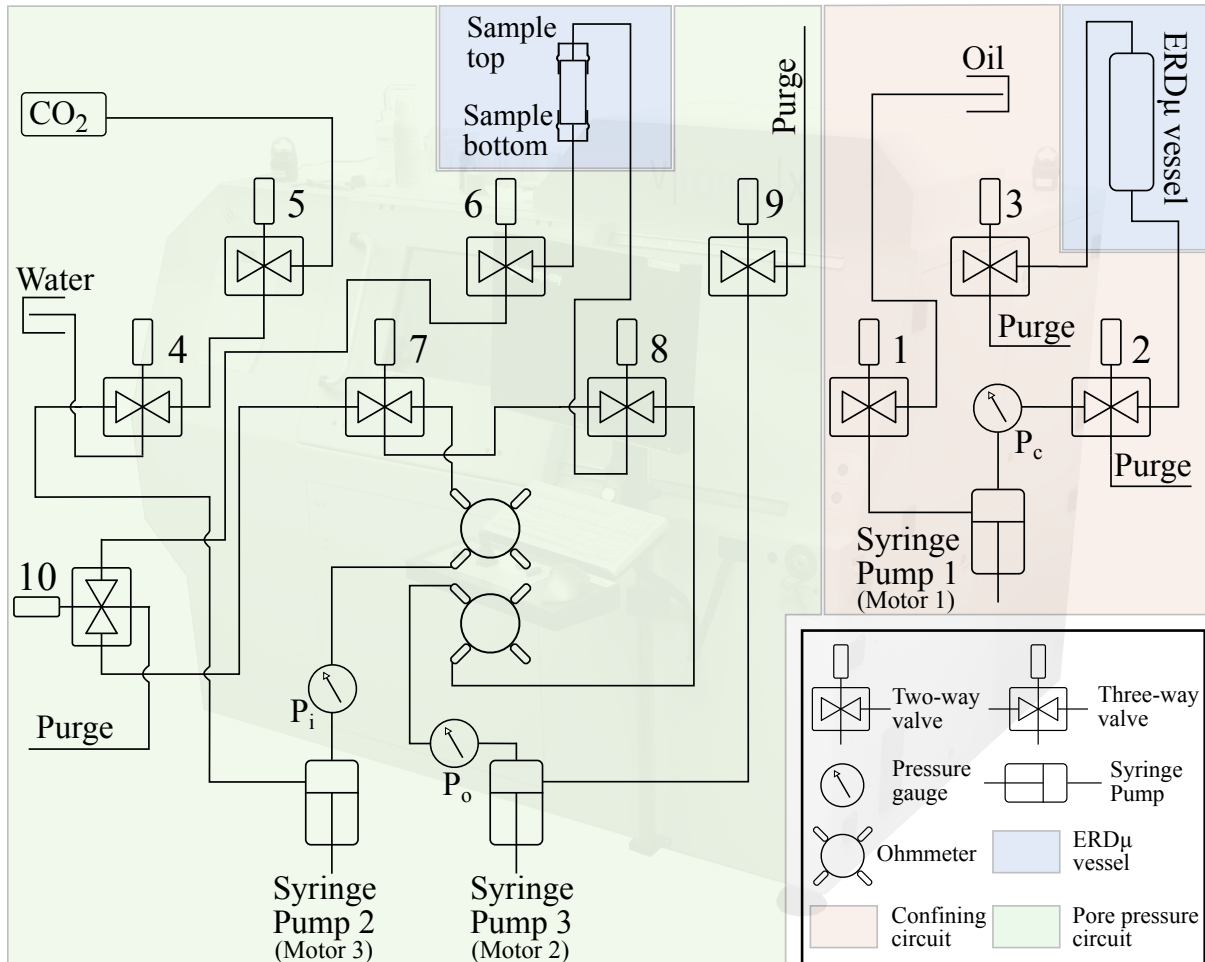 Sample
top
Sample
bottom
CO₂
Purge
Oil
ERDμ vessel
5
6
9
3
Water
Purge
4
7
8
1
2
P꜀
Purge
10
Syringe
Pump 1
(Motor 1)
Purge
Pᵢ
Pₒ
Syringe
Pump 2
(Motor 3)
Syringe
Pump 3
(Motor 2)
Two-way
valve
Three-way
valve
Pressure
gauge
Syringe
Pump
Ohmmeter
ERDμ
vessel
Confining
circuit
Pore pressure
circuit